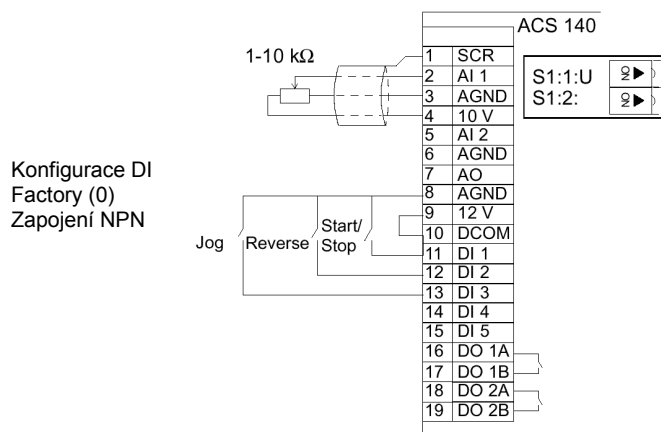 ACS 140
1-10 kΩ
1 SCR
2 AI 1
3 AGND
4 10 V
5 AI 2
6 AGND
7 AO
8 AGND
9 12 V
10 DCOM
11 DI 1
12 DI 2
13 DI 3
14 DI 4
15 DI 5
16 DO 1A
17 DO 1B
18 DO 2A
19 DO 2B
S1:1:U
ON
S1:2:
ON
Konfigurace DI
Factory (0)
Zapojení NPN
Jog
Reverse
Start/
Stop